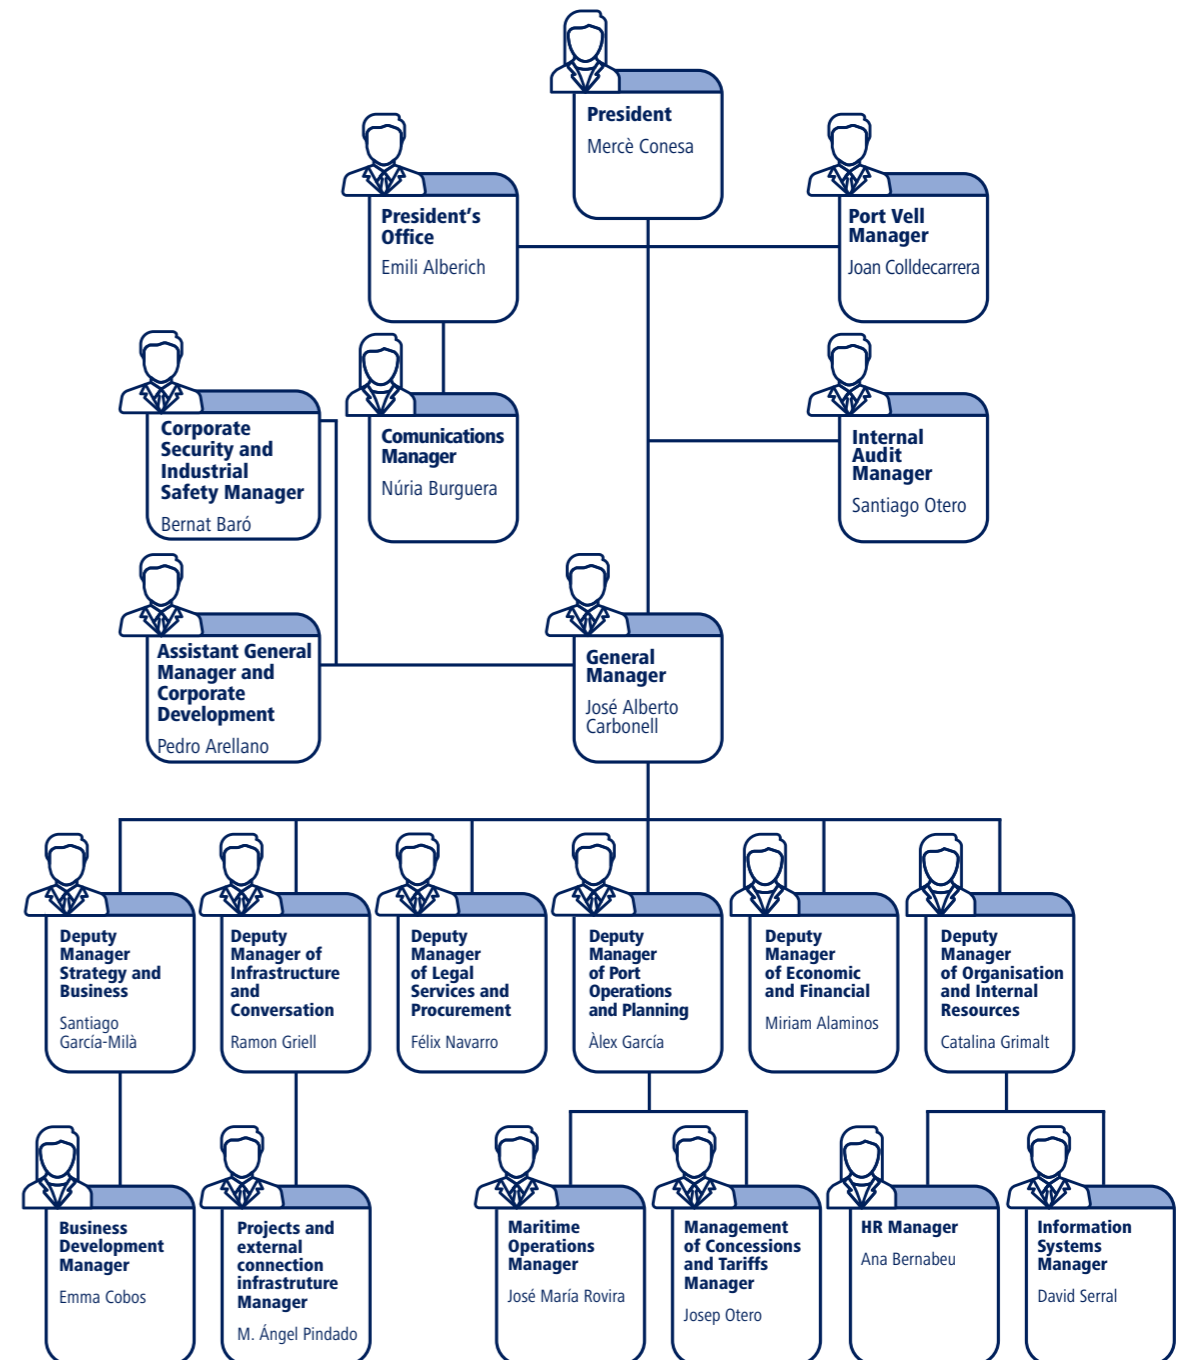 President
Mercè Conesa
President's
Office
Emili Alberich
Port Vell
Manager
Joan Colldecarrera
Corporate
Security and
Industrial
Safety Manager
Bernat Baró
Comunications
Manager
Núria Burguera
Internal
Audit
Manager
Santiago Otero
Assistant General
Manager and
Corporate
Development
Pedro Arellano
General
Manager
José Alberto
Carbonell
Deputy
Manager
Strategy and
Business
Santiago
García-Milà
Deputy
Manager of
Infrastructure
and
Conversation
Ramon Griell
Deputy
Manager
of Legal
Services and
Procurement
Félix Navarro
Deputy
Manager
of Port
Operations
and Planning
Àlex García
Deputy
Manager
of Economic
and Financial
Miriam Alaminos
Deputy
Manager
of Organisation
and Internal
Resources
Catalina Grimalt
Business
Development
Manager
Emma Cobos
Projects and
external
connection
infrastruture
Manager
M. Ángel Pindado
Maritime
Operations
Manager
José María Rovira
Management
of Concessions
and Tariffs
Manager
Josep Otero
HR Manager
Ana Bernabeu
Information
Systems
Manager
David Serral